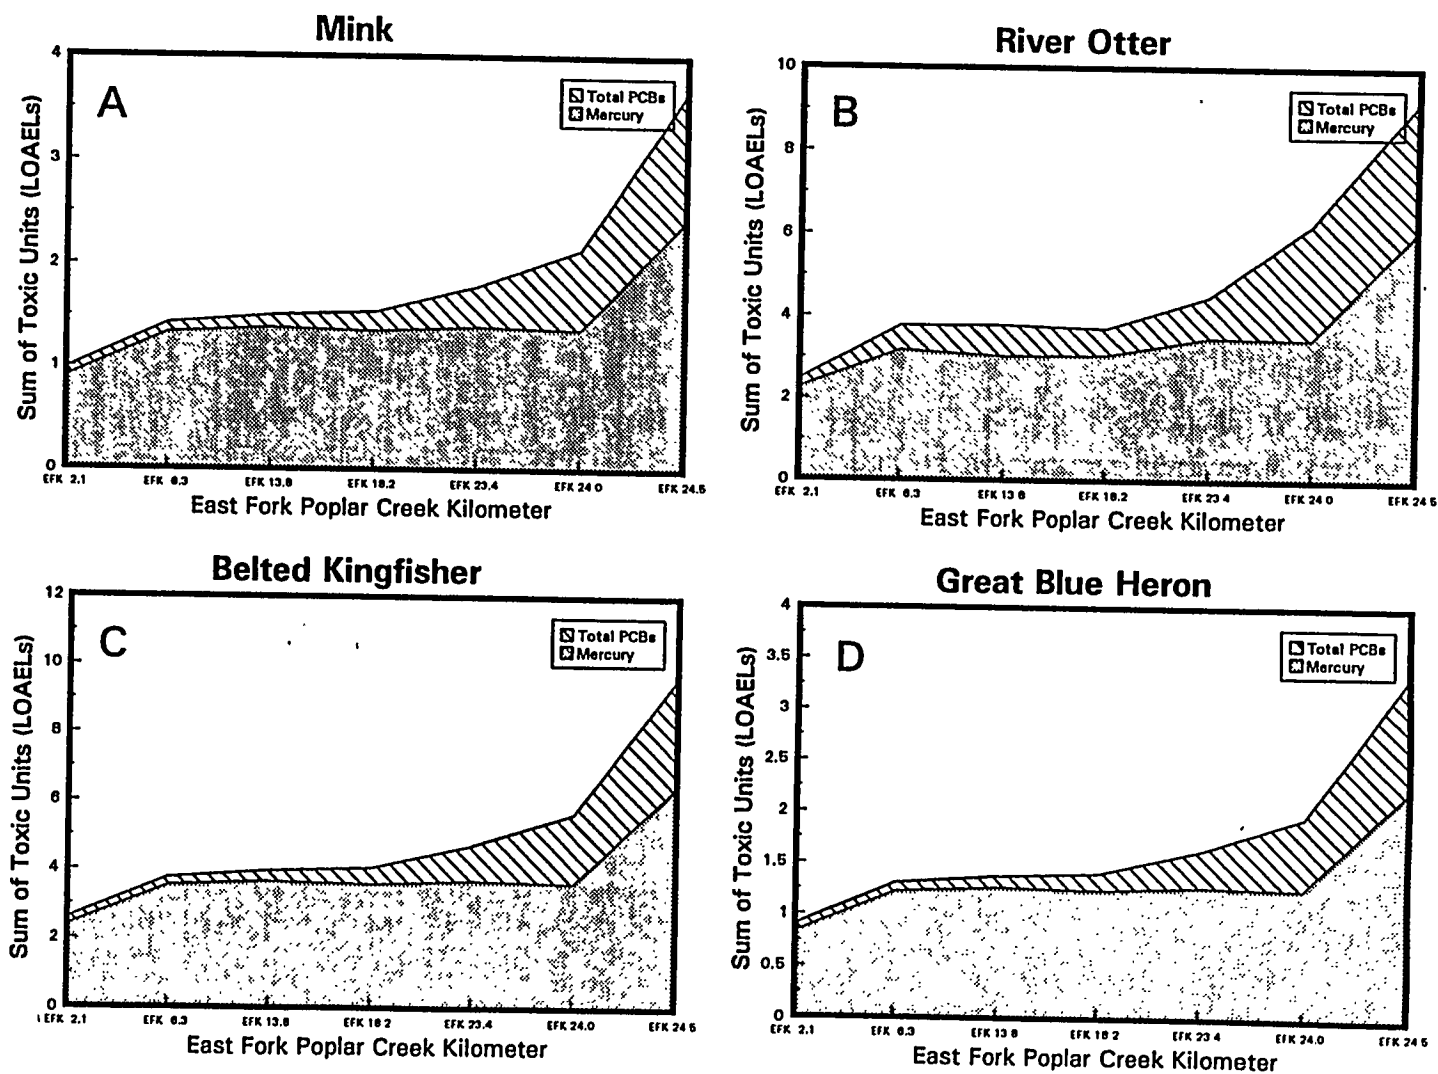 Mink
4
3
2
1
0
A
Total PCBs
Mercury
Sum of Toxic Units (LOAELs)
EFK 2.1 EFK 6.3 EFK 13.8 EFK 18.2 EFK 23.4 EFK 24 0 EFK 24.5
East Fork Poplar Creek Kilometer
River Otter
10
8
6
4
2
0
B
Total PCBs
Mercury
Sum of Toxic Units (LOAELs)
EFK 2.1 EFK 6.3 EFK 13 8 EFK 18.2 EFK 23 4 EFK 24 0 EFK 24 5
East Fork Poplar Creek Kilometer
Belted Kingfisher
12
10
8
6
4
2
0
C
Total PCBs
Mercury
Sum of Toxic Units (LOAELs)
EFK 2.1 EFK 6.3 EFK 13.8 EFK 18 2 EFK 23.4 EFK 24.0 EFK 24 5
East Fork Poplar Creek Kilometer
Great Blue Heron
4
3.5
3
2.5
2
1.5
1
0.5
0
D
Total PCBs
Mercury
Sum of Toxic Units (LOAELs)
EFK 2.1 EFK 6.3 EFK 13 8 EFK 18 2 EFK 23.4 EFK 24.0 EFK 24 5
East Fork Poplar Creek Kilometer